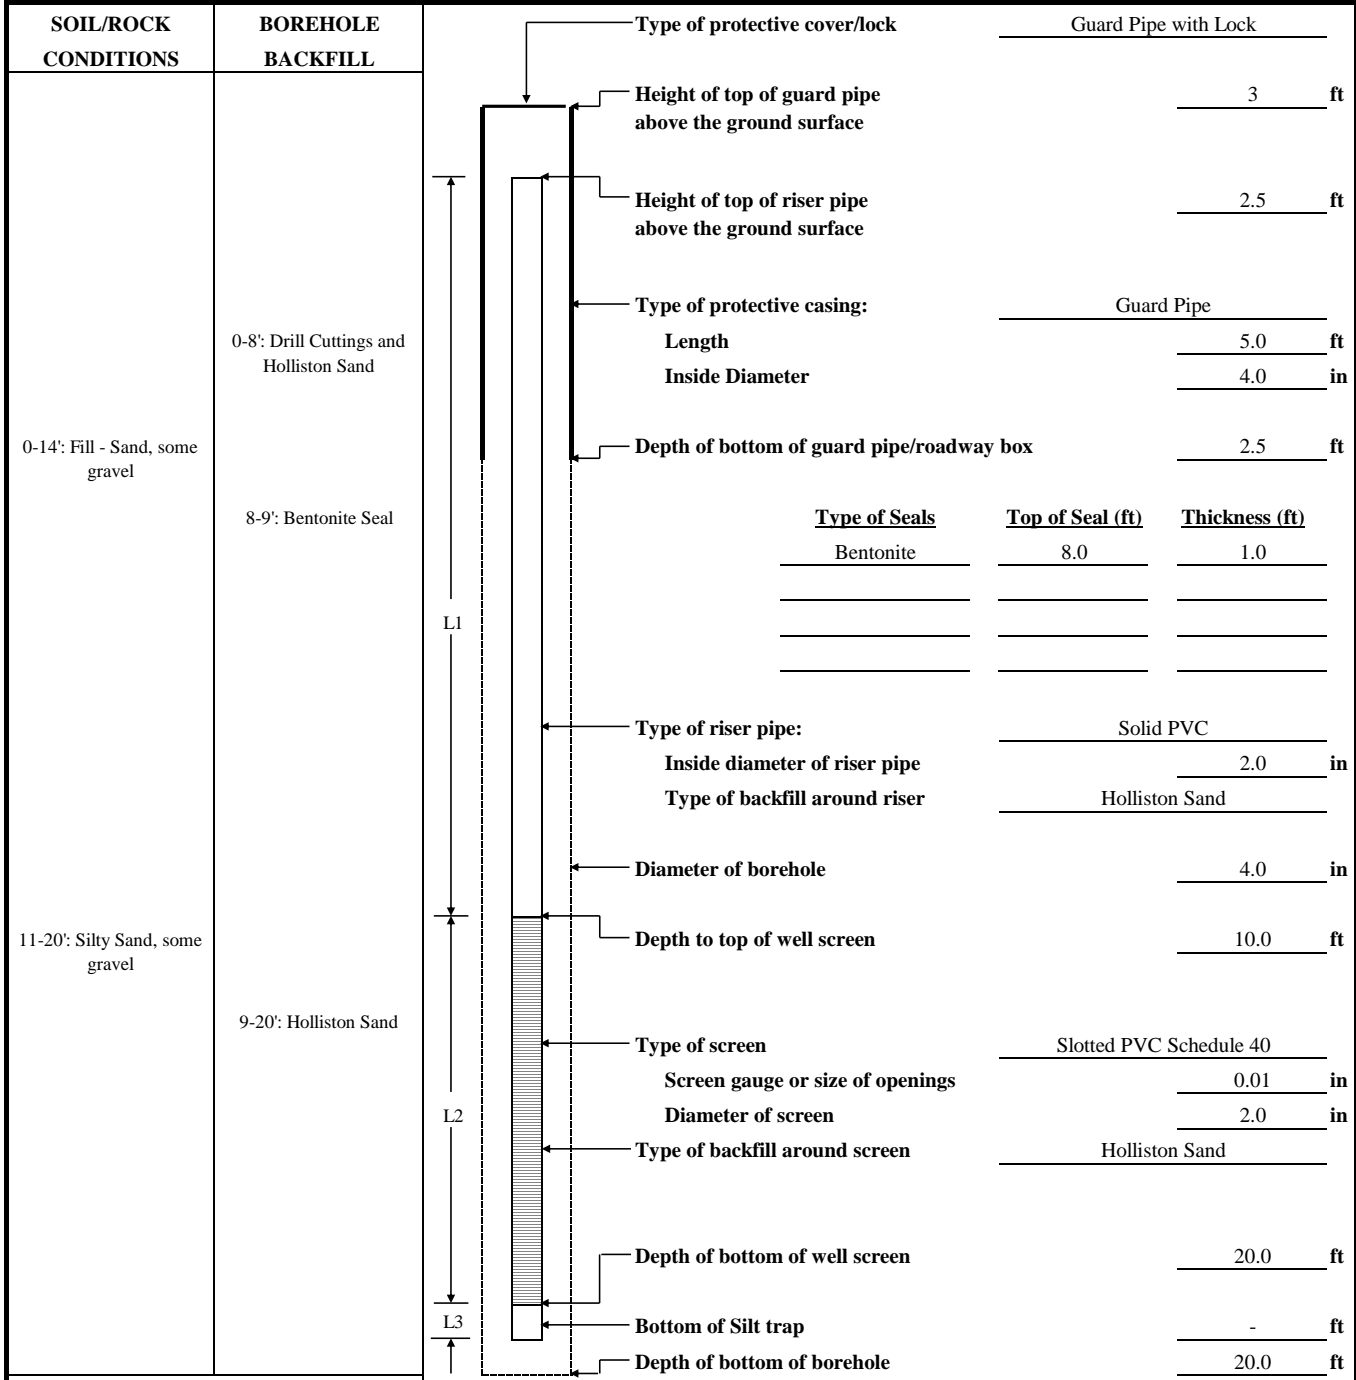 SOIL/ROCK
CONDITIONS
BOREHOLE
BACKFILL
Type of protective cover/lock Guard Pipe with Lock
Height of top of guard pipe 3 ft
above the ground surface
Height of top of riser pipe 2.5 ft
above the ground surface
Type of protective casing: Guard Pipe
0-8': Drill Cuttings and
Holliston Sand
Length 5.0 ft
Inside Diameter 4.0 in
0-14': Fill - Sand, some
gravel
Depth of bottom of guard pipe/roadway box 2.5 ft
8-9': Bentonite Seal
Type of Seals Top of Seal (ft) Thickness (ft)
Bentonite 8.0 1.0
L1
Type of riser pipe: Solid PVC
Inside diameter of riser pipe 2.0 in
Type of backfill around riser Holliston Sand
Diameter of borehole 4.0 in
11-20': Silty Sand, some
gravel
Depth to top of well screen 10.0 ft
9-20': Holliston Sand
Type of screen Slotted PVC Schedule 40
Screen gauge or size of openings 0.01 in
L2
Diameter of screen 2.0 in
Type of backfill around screen Holliston Sand
Depth of bottom of well screen 20.0 ft
L3
Bottom of Silt trap - ft
Depth of bottom of borehole 20.0 ft